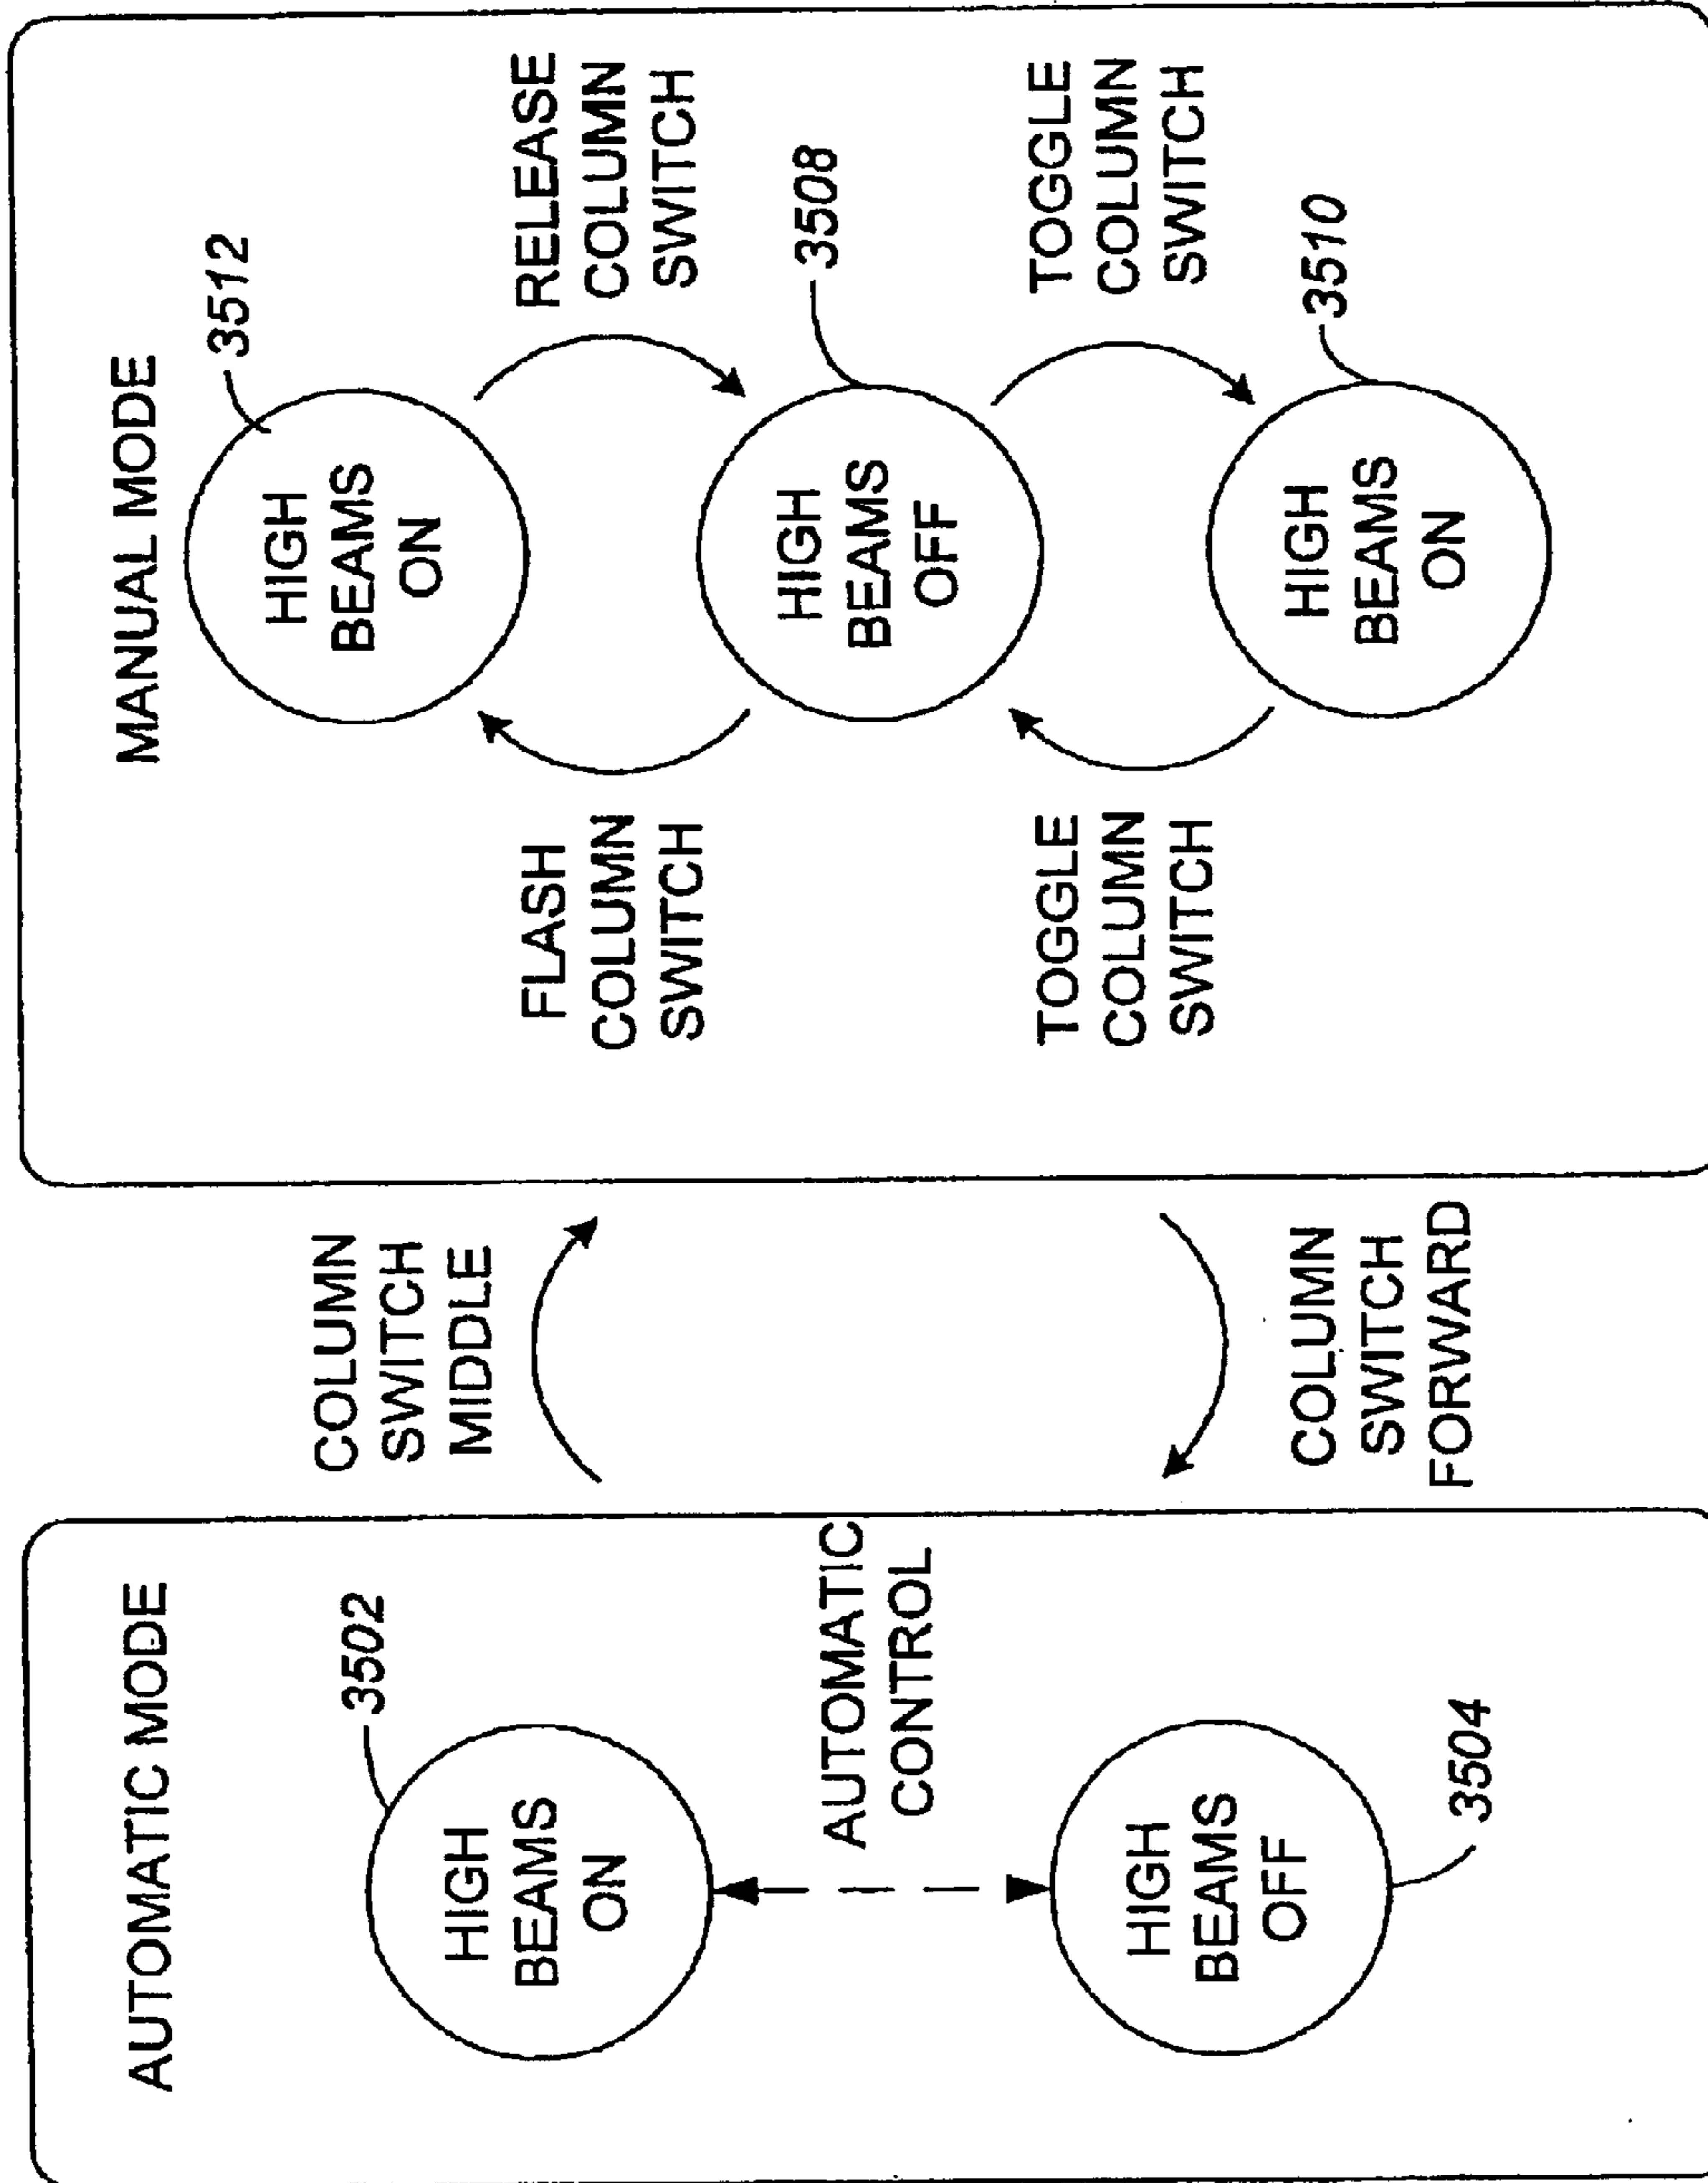 AUTOMATIC MODE
3502
HIGH
BEAMS
ON
AUTOMATIC
CONTROL
HIGH
BEAMS
OFF
3504
COLUMN
SWITCH
MIDDLE
COLUMN
SWITCH
FORWARD
MANUAL MODE
3512
HIGH
BEAMS
ON
FLASH
COLUMN
SWITCH
RELEASE
COLUMN
SWITCH
3508
HIGH
BEAMS
OFF
TOGGLE
COLUMN
SWITCH
TOGGLE
COLUMN
SWITCH
3510
HIGH
BEAMS
ON